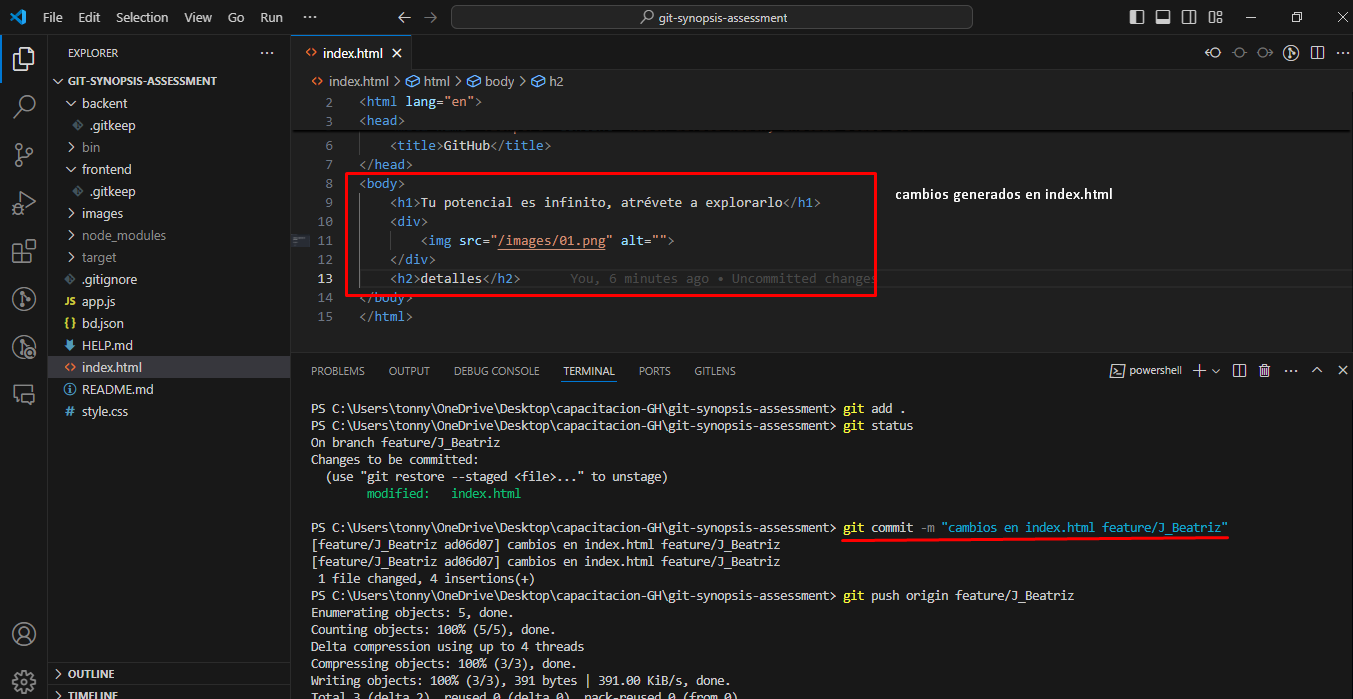 File Edit Selection View Go Run ··· git-synopsis-assessment
EXPLORER ···
GIT-SYNOPSIS-ASSESSMENT
backent
.gitkeep
bin
frontend
.gitkeep
images
node_modules
target
.gitignore
JS app.js
{} bd.json
HELP.md
<> index.html
README.md
# style.css
OUTLINE
TIMELINE
<> index.html
<> index.html > html > body > h2
2 <html lang="en">
3 <head>
6 <title>GitHub</title>
7 </head>
8 <body>
9 <h1>Tu potencial es infinito, atrévete a explorarlo</h1>
10 <div>
11 <img src="/images/01.png" alt="">
12 </div>
13 <h2>detalles</h2> You, 6 minutes ago • Uncommitted changes
14 </body>
15 </html>
cambios generados en index.html
PROBLEMS OUTPUT DEBUG CONSOLE TERMINAL PORTS GITLENS powershell
PS C:\Users\tonny\OneDrive\Desktop\capacitacion-GH\git-synopsis-assessment> git add .
PS C:\Users\tonny\OneDrive\Desktop\capacitacion-GH\git-synopsis-assessment> git status
On branch feature/J_Beatriz
Changes to be committed:
(use "git restore --staged <file>..." to unstage)
modified: index.html
PS C:\Users\tonny\OneDrive\Desktop\capacitacion-GH\git-synopsis-assessment> git commit -m "cambios en index.html feature/J_Beatriz"
[feature/J_Beatriz ad06d07] cambios en index.html feature/J_Beatriz
[feature/J_Beatriz ad06d07] cambios en index.html feature/J_Beatriz
1 file changed, 4 insertions(+)
PS C:\Users\tonny\OneDrive\Desktop\capacitacion-GH\git-synopsis-assessment> git push origin feature/J_Beatriz
Enumerating objects: 5, done.
Counting objects: 100% (5/5), done.
Delta compression using up to 4 threads
Compressing objects: 100% (3/3), done.
Writing objects: 100% (3/3), 391 bytes | 391.00 KiB/s, done.
Total 3 (delta 2), reused 0 (delta 0), pack-reused 0 (from 0)